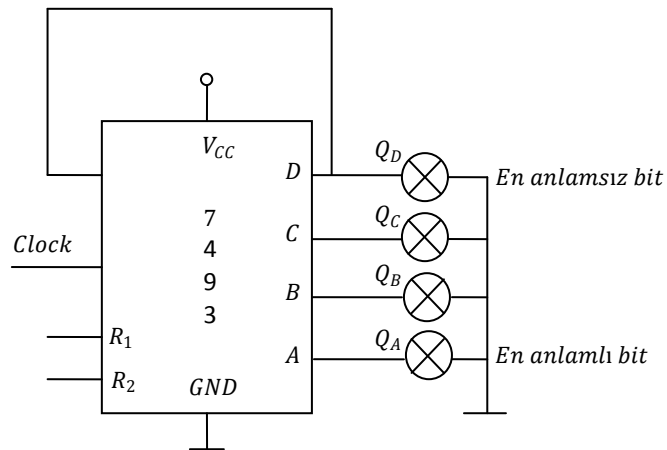 V_CC
Q_D
D
En anlamsız bit
7
4
9
3
Q_C
C
Clock
Q_B
B
R_1
Q_A
A
En anlamlı bit
R_2
GND